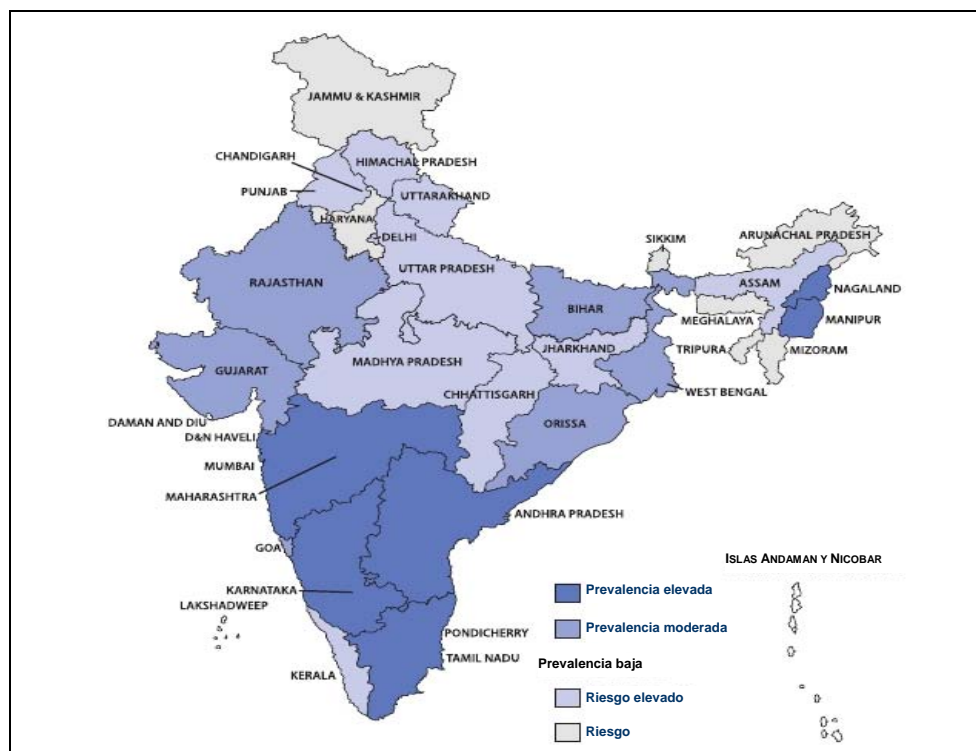 JAMMU & KASHMIR
CHANDIGARH
HIMACHAL PRADESH
PUNJAB
UTTARAKHAND
HARYANA
DELHI
SIKKIM
ARUNACHAL PRADESH
RAJASTHAN
UTTAR PRADESH
ASSAM
NAGALAND
BIHAR
MEGHALAYA
MANIPUR
JHARKHAND
TRIPURA
MIZORAM
MADHYA PRADESH
GUJARAT
CHHATTISGARH
WEST BENGAL
DAMAN AND DIU
ORISSA
D&N HAVELI
MUMBAI
MAHARASHTRA
ANDHRA PRADESH
GOA
ISLAS ANDAMAN Y NICOBAR
KARNATAKA
Prevalencia elevada
LAKSHADWEEP
PONDICHERRY
Prevalencia moderada
TAMIL NADU
KERALA
Prevalencia baja
Riesgo elevado
Riesgo